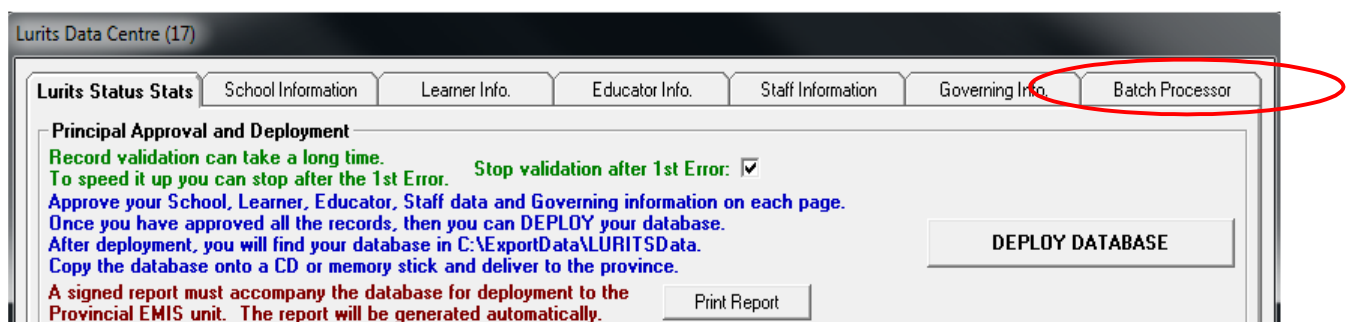 Lurits Data Centre (17)
Lurits Status Stats School Information Learner Info. Educator Info. Staff Information Governing Info. Batch Processor
Principal Approval and Deployment
Record validation can take a long time.
To speed it up you can stop after the 1st Error.
Stop validation after 1st Error:
Approve your School, Learner, Educator, Staff data and Governing information on each page.
Once you have approved all the records, then you can DEPLOY your database.
After deployment, you will find your database in C:\ExportData\LURITSData.
Copy the database onto a CD or memory stick and deliver to the province.
DEPLOY DATABASE
A signed report must accompany the database for deployment to the
Provincial EMIS unit. The report will be generated automatically.
Print Report